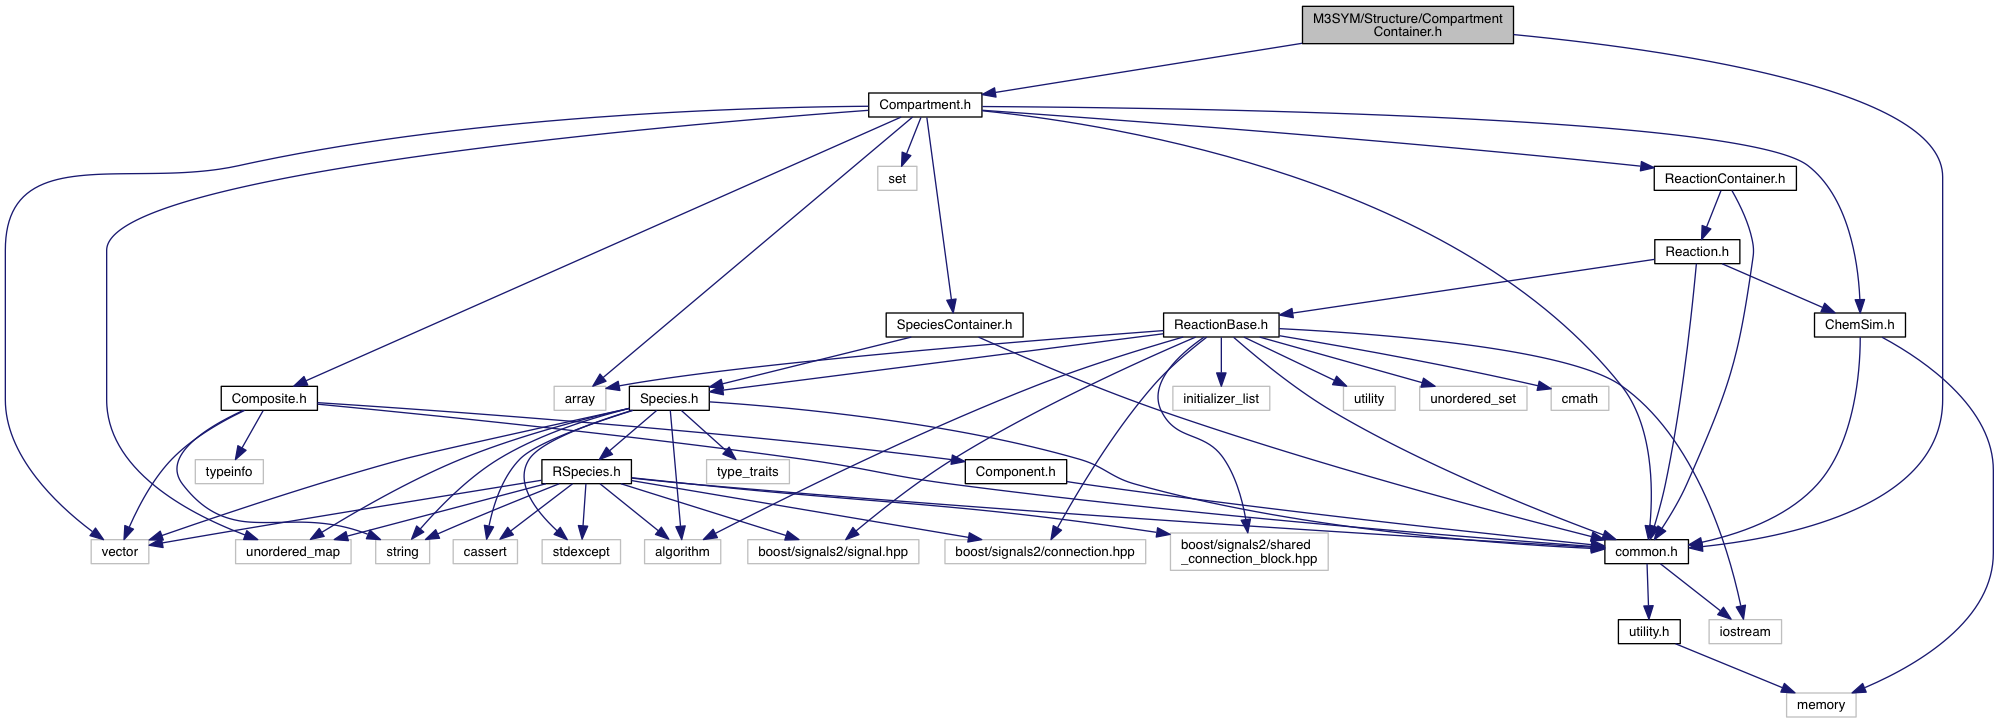 M3SYM/Structure/Compartment
Container.h
Compartment.h
set
ReactionContainer.h
Reaction.h
SpeciesContainer.h
ReactionBase.h
ChemSim.h
Composite.h
array
Species.h
initializer_list
utility
unordered_set
cmath
typeinfo
RSpecies.h
type_traits
Component.h
vector
unordered_map
string
cassert
stdexcept
algorithm
boost/signals2/signal.hpp
boost/signals2/connection.hpp
boost/signals2/shared
_connection_block.hpp
common.h
utility.h
iostream
memory